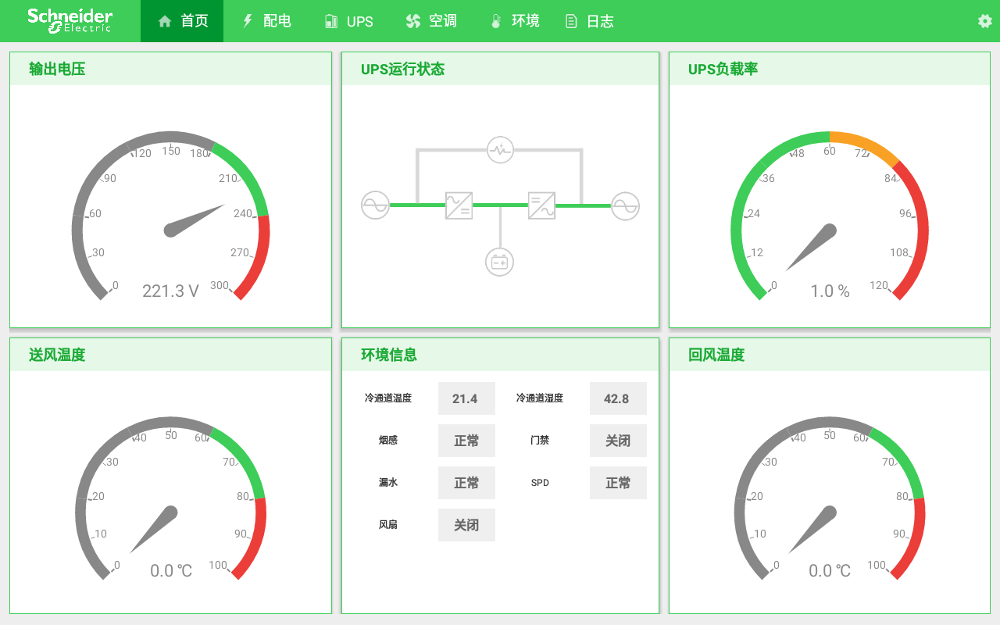 Schneider Electric
首页 配电 UPS 空调 环境 日志
输出电压
0 30 60 90 120 150 180 210 240 270 300
221.3 V
UPS运行状态
UPS负载率
0 12 24 36 48 60 72 84 96 108 120
1.0 %
送风温度
0 10 20 30 40 50 60 70 80 90 100
0.0 ℃
环境信息
冷通道温度 21.4 冷通道湿度 42.8
烟感 正常 门禁 关闭
漏水 正常 SPD 正常
风扇 关闭
回风温度
0 10 20 30 40 50 60 70 80 90 100
0.0 ℃